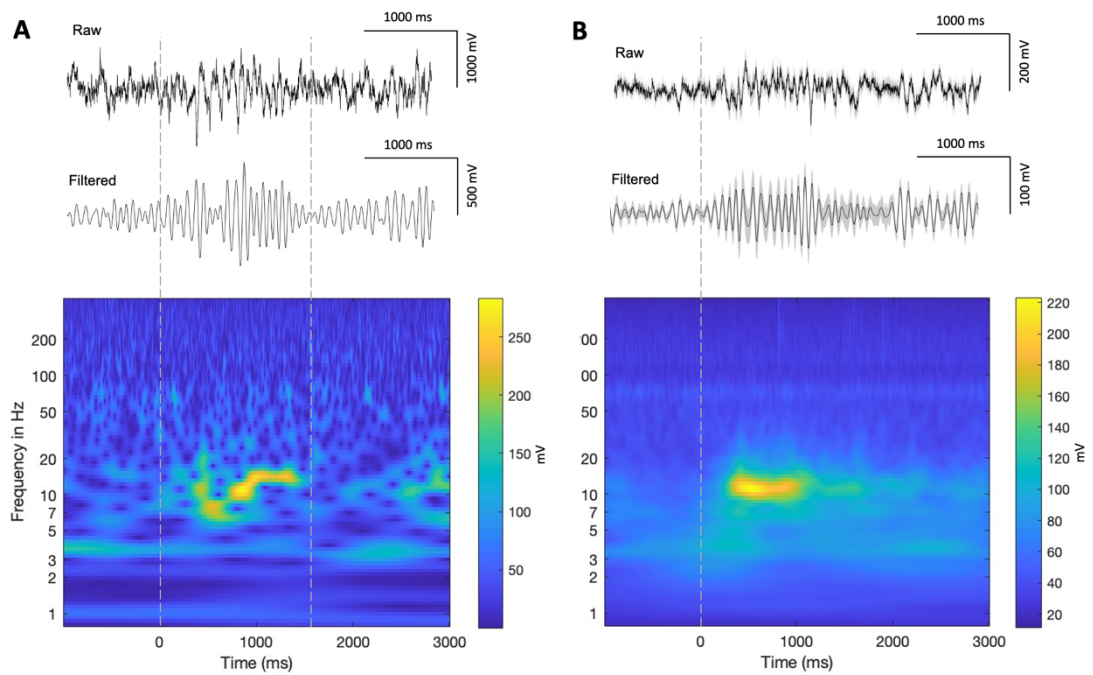 A
Raw
1000 ms
1000 mV
Filtered
1000 ms
500 mV
Frequency in Hz
200
100
50
20
10
7
5
3
2
1
0
1000
2000
3000
Time (ms)
250
200
150
100
50
mV
B
Raw
1000 ms
200 mV
Filtered
1000 ms
100 mV
00
00
50
20
10
7
5
3
2
1
0
1000
2000
3000
Time (ms)
220
200
180
160
140
120
100
80
60
40
20
mV